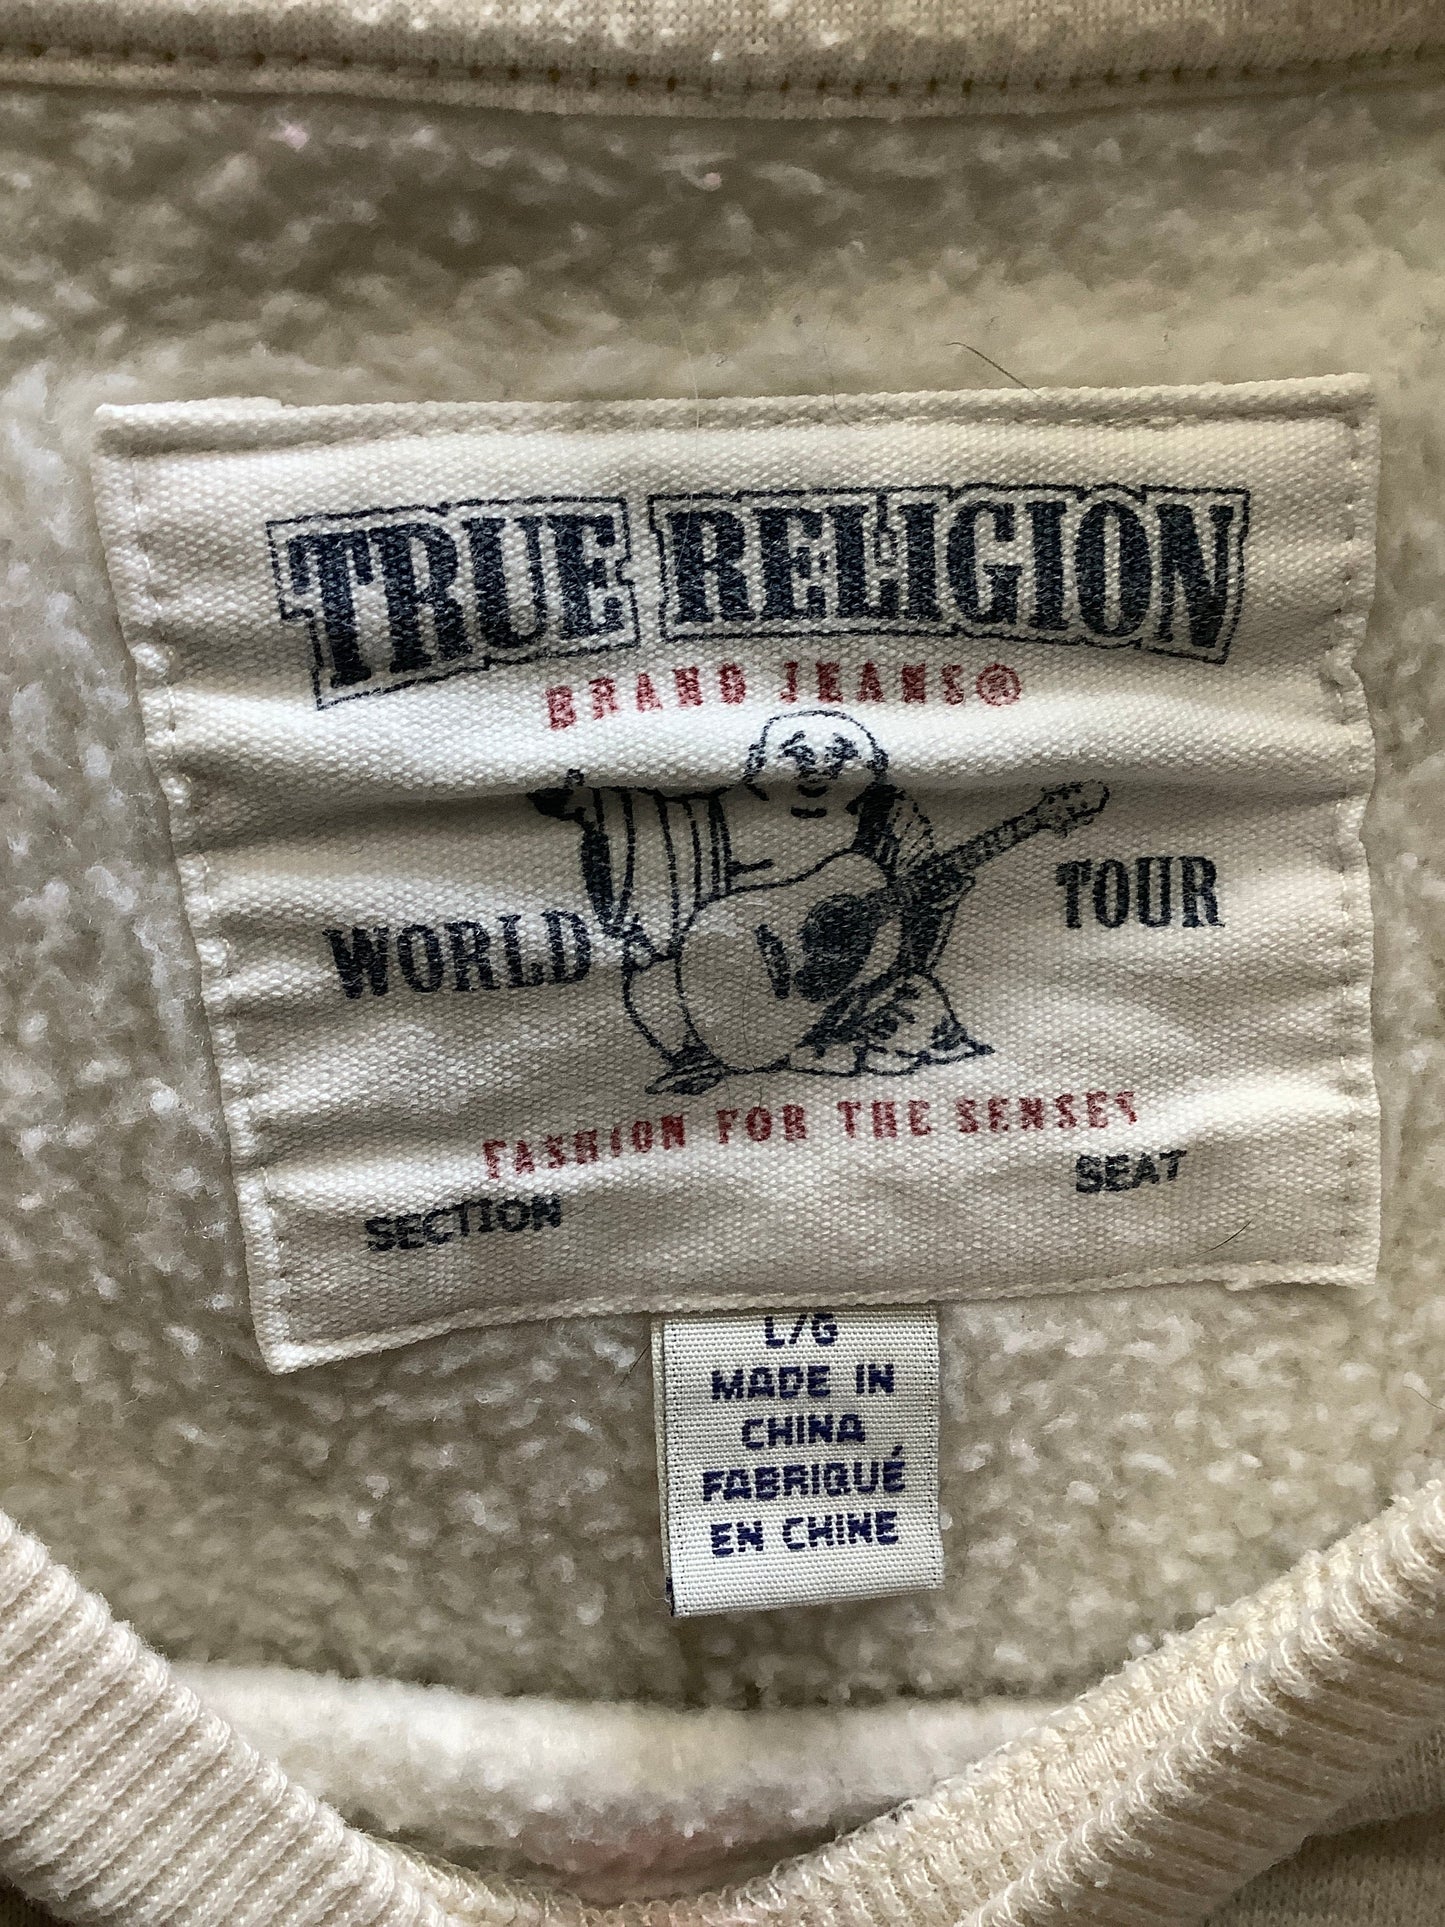 TRUE RELIGION
BRAND JEANS®
WORLD TOUR
FASHION FOR THE SENSES
SECTION SEAT
L/G
MADE IN
CHINA
FABRIQUÉ
EN CHINE